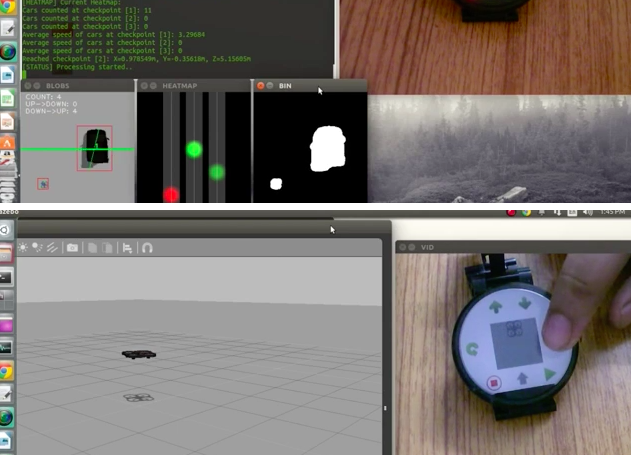 [HEATMAP] Current Heatmap:
Cars counted at checkpoint [1]: 11
Cars counted at checkpoint [2]: 0
Cars counted at checkpoint [3]: 0
Average speed of cars at checkpoint [1]: 3.29684
Average speed of cars at checkpoint [2]: 0
Average speed of cars at checkpoint [3]: 0
Reached checkpoint [2]: X=0.978549m, Y=-0.35618m, Z=5.15605m
[STATUS] Processing started..
BLOBS
HEATMAP
BIN
COUNT: 4
UP-->DOWN: 0
DOWN-->UP: 4
azebo
1:45 PM
VID